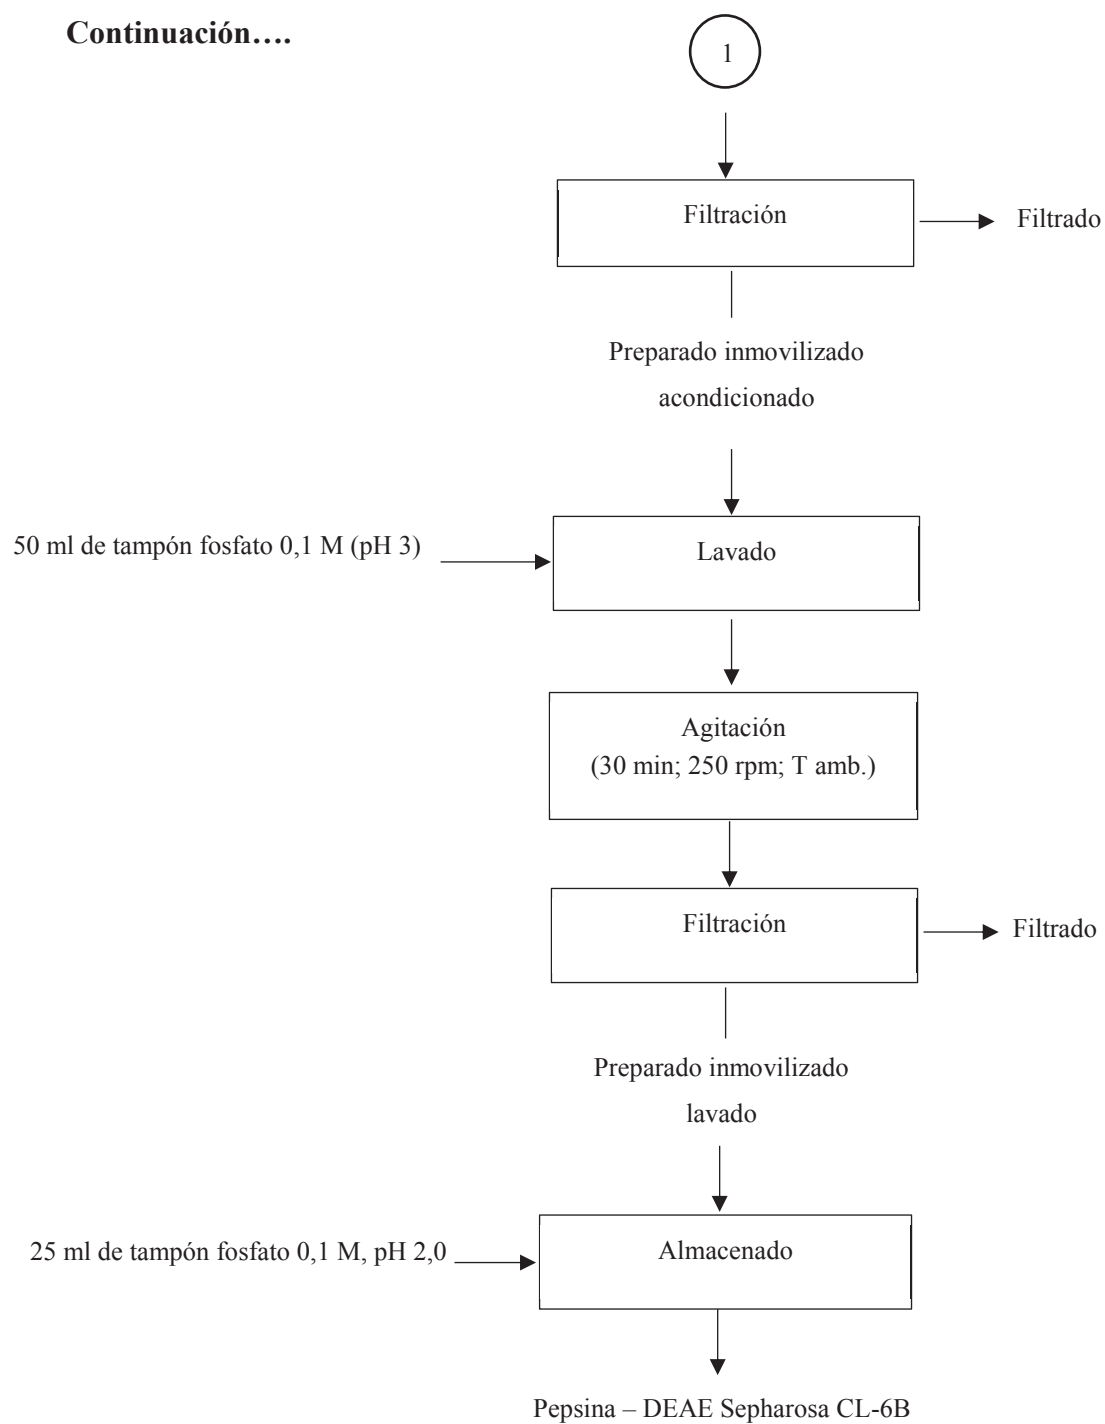 Continuación….
1
Filtración
Filtrado
Preparado inmovilizado
acondicionado
50 ml de tampón fosfato 0,1 M (pH 3)
Lavado
Agitación
(30 min; 250 rpm; T amb.)
Filtración
Filtrado
Preparado inmovilizado
lavado
25 ml de tampón fosfato 0,1 M, pH 2,0
Almacenado
Pepsina – DEAE Sepharosa CL-6B